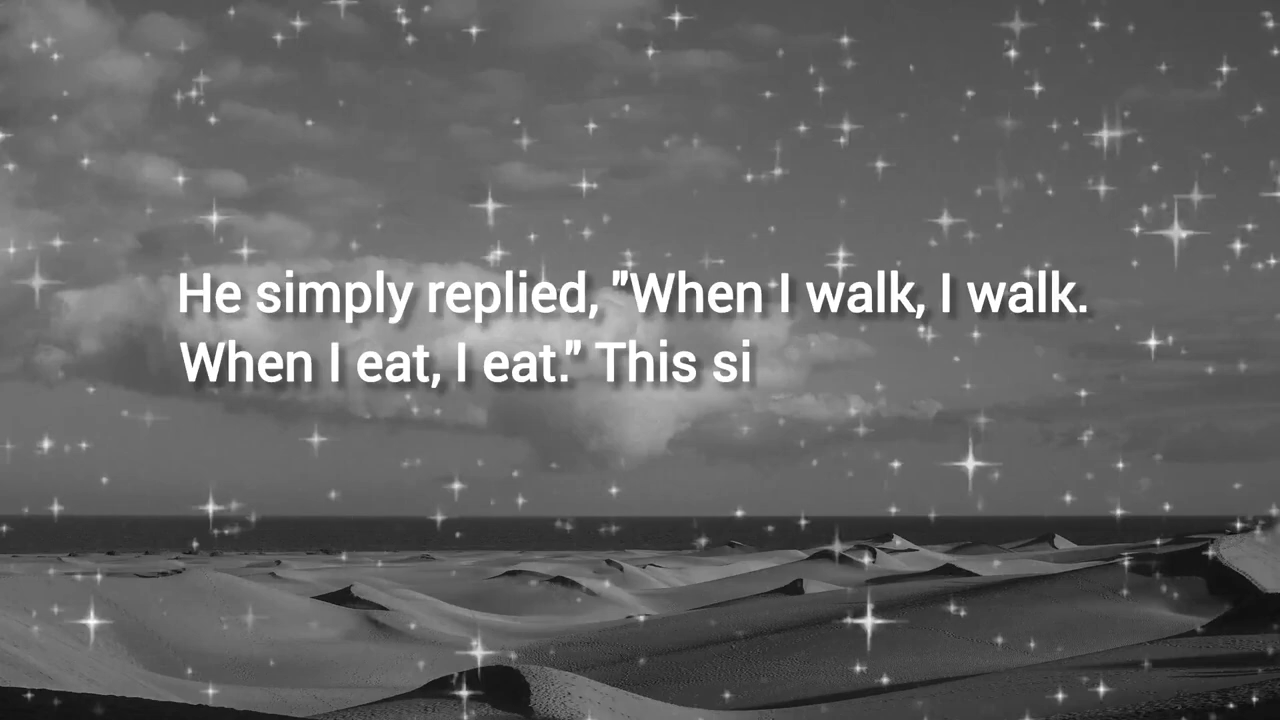 He simply replied, "When I walk, I walk.
When I eat, I eat." This si